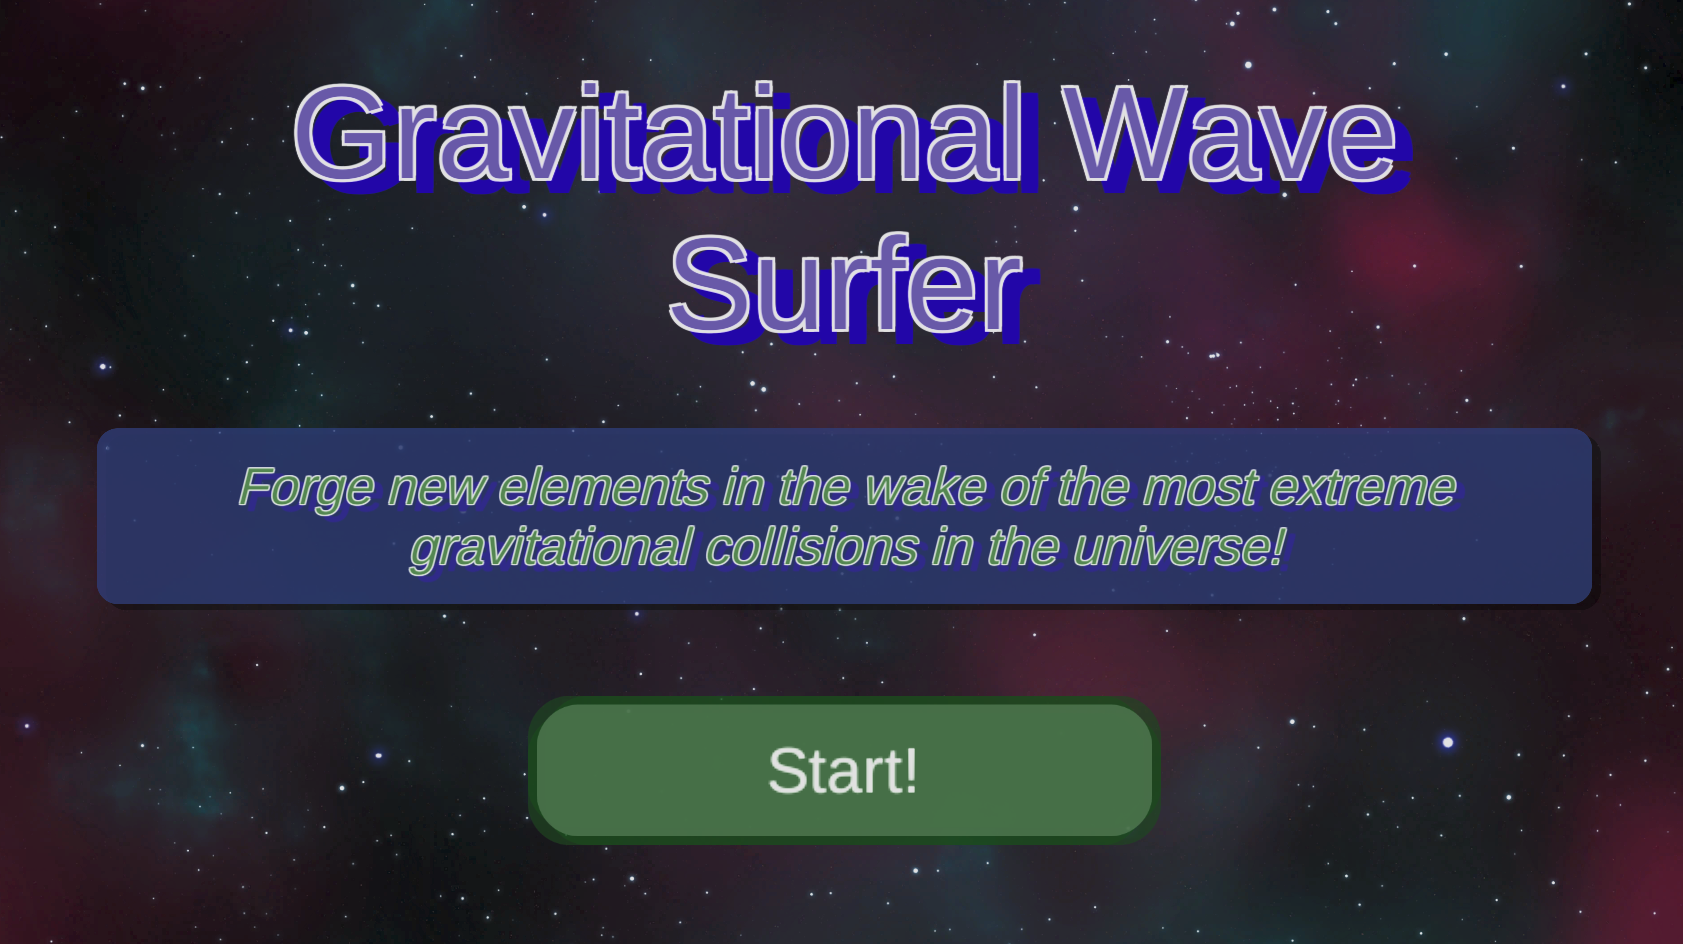 Gravitational Wave
Surfer
Forge new elements in the wake of the most extreme
gravitational collisions in the universe!
Start!